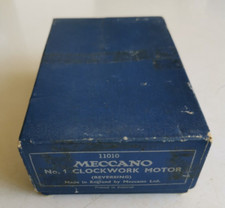 11010
MECCANO
No. 1 CLOCKWORK MOTOR
(REVERSING)
Made in England by Meccano Ltd.